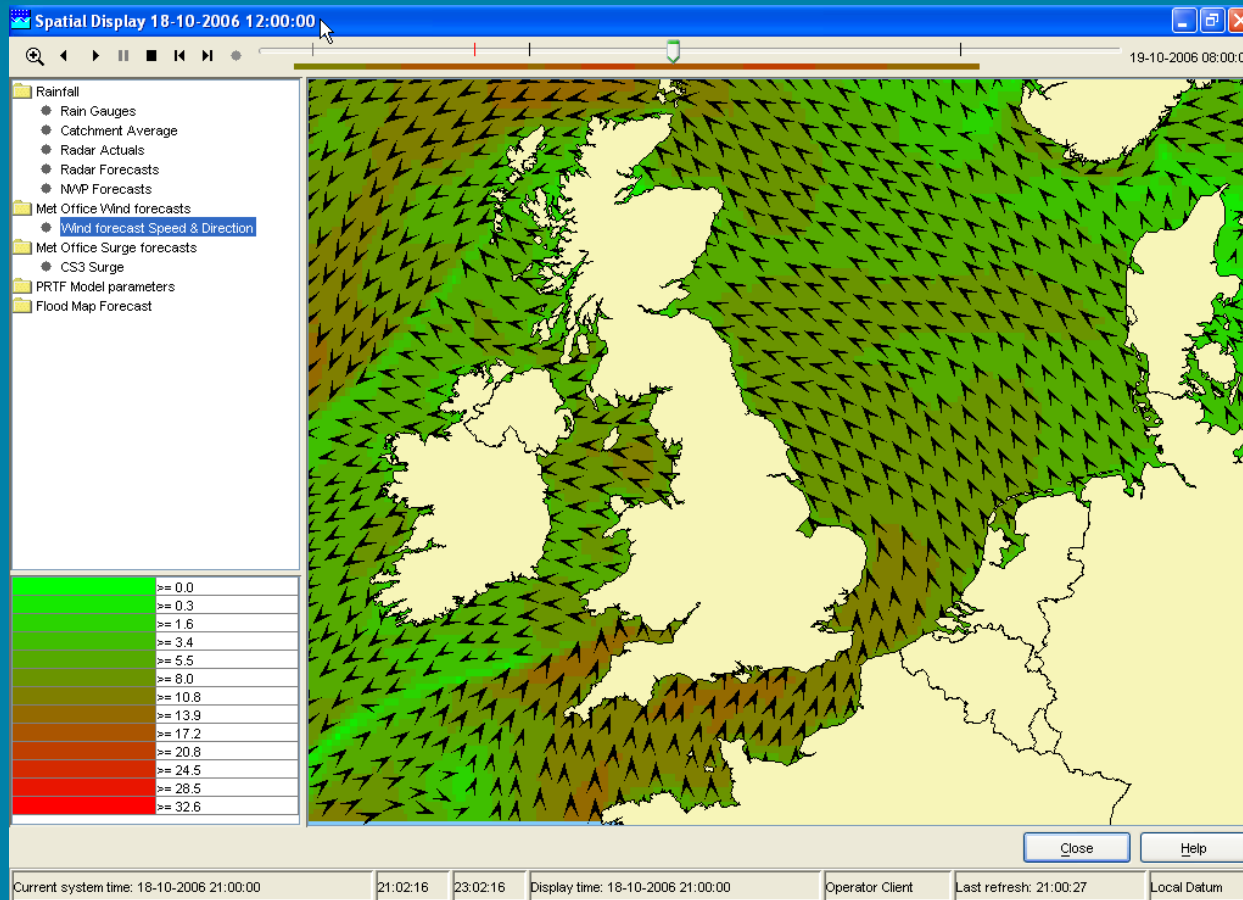 Spatial Display 18-10-2006 12:00:00
19-10-2006 08:00:0
Rainfall
Rain Gauges
Catchment Average
Radar Actuals
Radar Forecasts
NWP Forecasts
Met Office Wind forecasts
Wind forecast Speed & Direction
Met Office Surge forecasts
CS3 Surge
PRTF Model parameters
Flood Map Forecast
>= 0.0
>= 0.3
>= 1.6
>= 3.4
>= 5.5
>= 8.0
>= 10.8
>= 13.9
>= 17.2
>= 20.8
>= 24.5
>= 28.5
>= 32.6
Close Help
Current system time: 18-10-2006 21:00:00 21:02:16 23:02:16 Display time: 18-10-2006 21:00:00 Operator Client Last refresh: 21:00:27 Local Datum